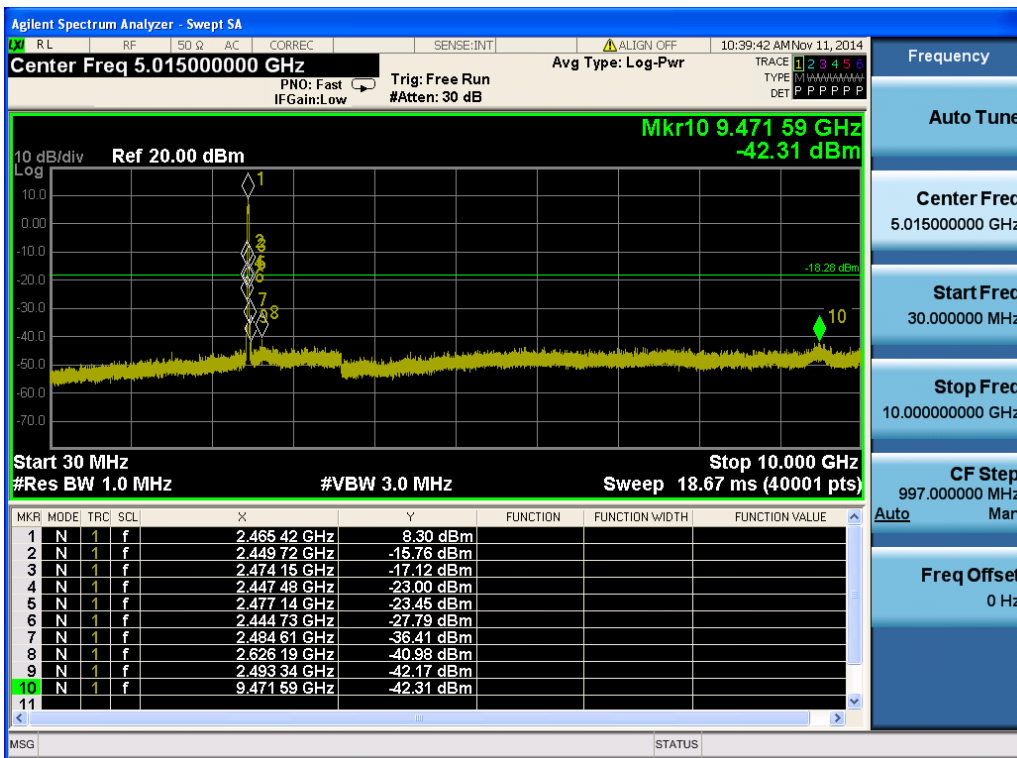 Agilent Spectrum Analyzer - Swept SA
LXI RL RF 50 Ω AC CORREC SENSE:INT ALIGN OFF 10:39:42 AM Nov 11, 2014
Center Freq 5.015000000 GHz
PNO: Fast
IFGain:Low
Trig: Free Run
#Atten: 30 dB
Avg Type: Log-Pwr
TRACE 1 2 3 4 5 6
TYPE MWWWWW
DET P P P P P P
Mkr10 9.471 59 GHz
-42.31 dBm
10 dB/div Ref 20.00 dBm
Log
10.0
0.00
-10.0
-20.0
-30.0
-40.0
-50.0
-60.0
-70.0
1
7
8
10
-18.28 dBm
Start 30 MHz Stop 10.000 GHz
#Res BW 1.0 MHz #VBW 3.0 MHz Sweep 18.67 ms (40001 pts)
MKR MODE TRC SCL X Y FUNCTION FUNCTION WIDTH FUNCTION VALUE
1 N 1 f 2.465 42 GHz 8.30 dBm
2 N 1 f 2.449 72 GHz -15.76 dBm
3 N 1 f 2.474 15 GHz -17.12 dBm
4 N 1 f 2.447 48 GHz -23.00 dBm
5 N 1 f 2.477 14 GHz -23.45 dBm
6 N 1 f 2.444 73 GHz -27.79 dBm
7 N 1 f 2.484 61 GHz -36.41 dBm
8 N 1 f 2.626 19 GHz -40.98 dBm
9 N 1 f 2.493 34 GHz -42.17 dBm
10 N 1 f 9.471 59 GHz -42.31 dBm
11
MSG STATUS
Frequency
Auto Tune
Center Freq
5.015000000 GHz
Start Freq
30.000000 MHz
Stop Freq
10.000000000 GHz
CF Step
997.000000 MHz
Auto Man
Freq Offset
0 Hz